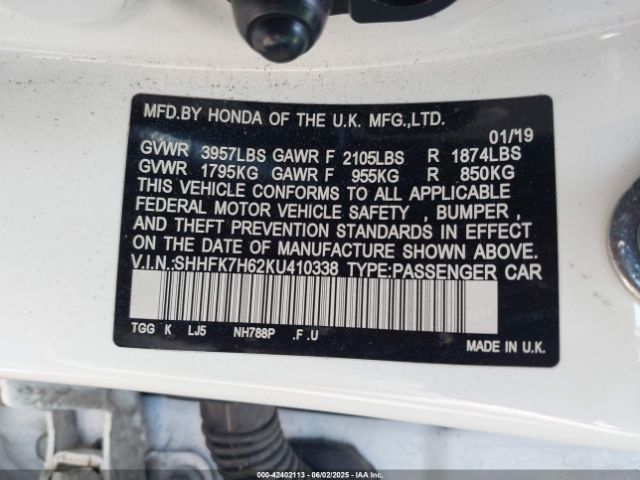 MFD.BY HONDA OF THE U.K. MFG.,LTD.
01/19
GVWR 3957LBS GAWR F 2105LBS R 1874LBS
GVWR 1795KG GAWR F 955KG R 850KG
THIS VEHICLE CONFORMS TO ALL APPLICABLE
FEDERAL MOTOR VEHICLE SAFETY , BUMPER ,
AND THEFT PREVENTION STANDARDS IN EFFECT
ON THE DATE OF MANUFACTURE SHOWN ABOVE.
V.I.N.:SHHFK7H62KU410338 TYPE:PASSENGER CAR
TGG K LJ5 NH788P .F .U
MADE IN U.K.
000-42402113 - 06/02/2025 - COPYRIGHT IAA, LLC.